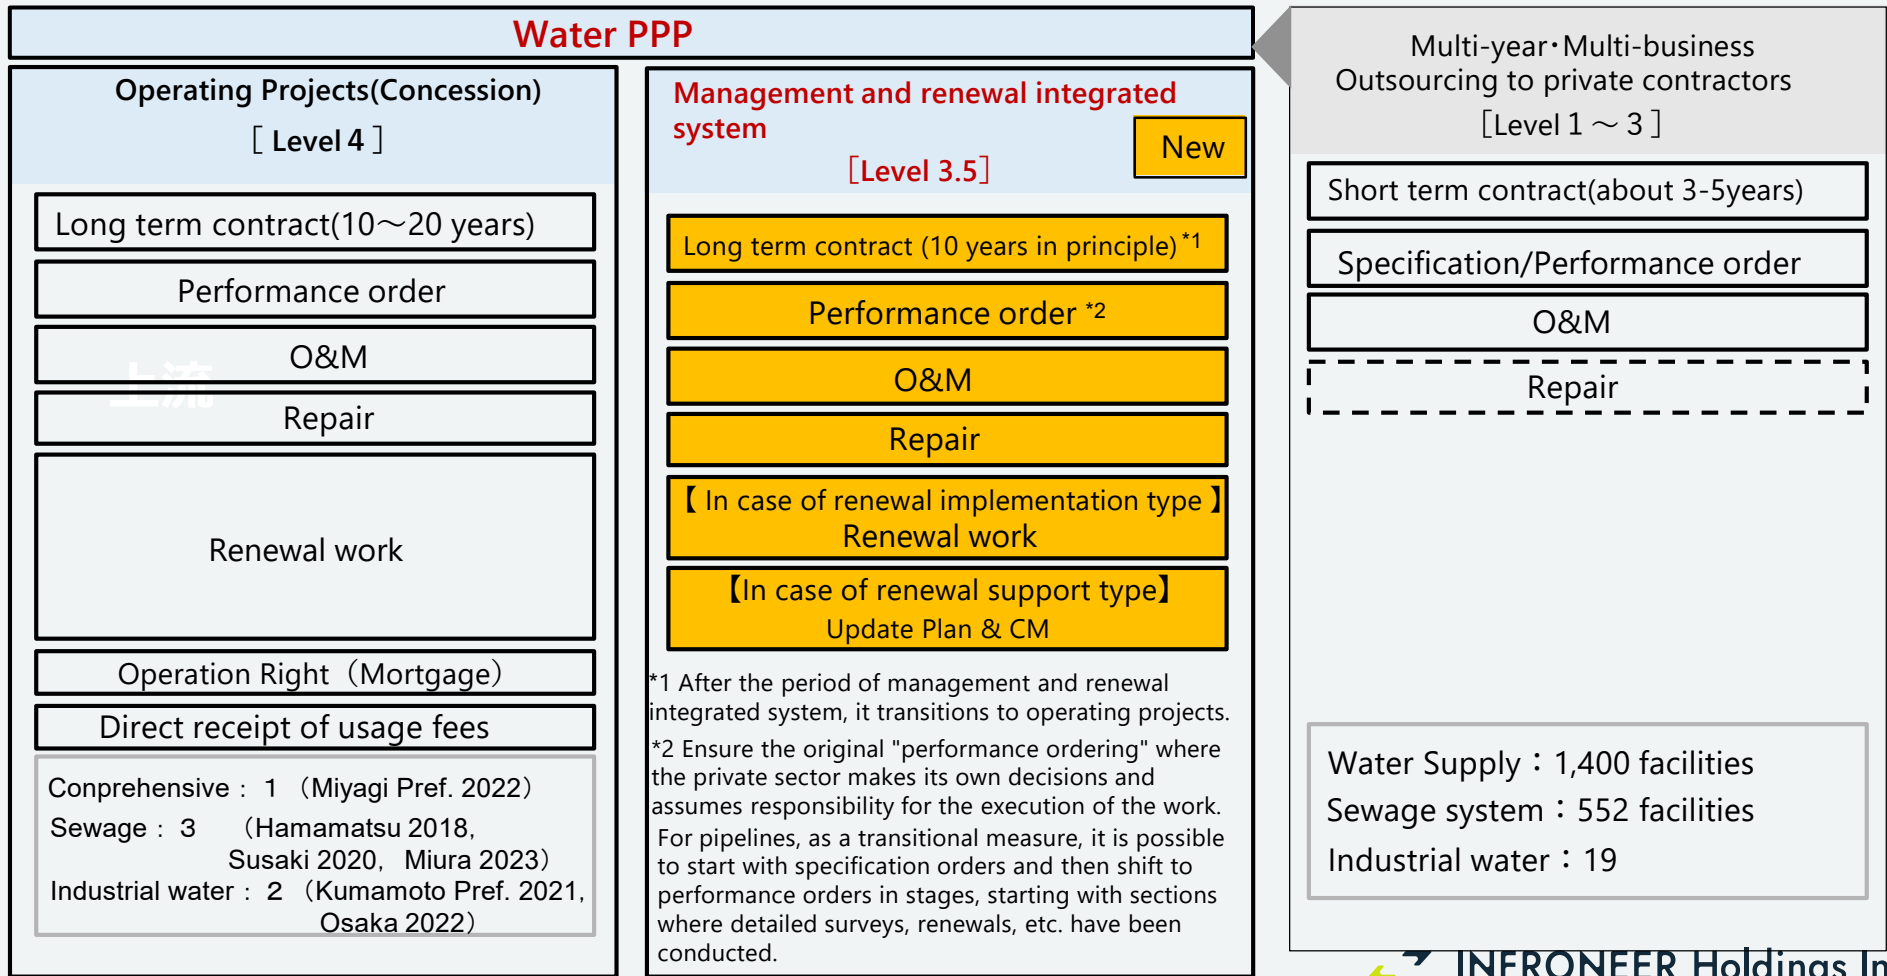 Water PPP
Operating Projects(Concession)
［ Level 4 ］
Long term contract(10～20 years)
Performance order
O&M
上流
Repair
Renewal work
Operation Right（Mortgage）
Direct receipt of usage fees
Conprehensive： 1 （Miyagi Pref. 2022）
Sewage： 3 （Hamamatsu 2018,
Susaki 2020, Miura 2023）
Industrial water： 2 （Kumamoto Pref. 2021,
Osaka 2022）
Management and renewal integrated
system
［Level 3.5］
New
Long term contract (10 years in principle) *1
Performance order *2
O&M
Repair
【 In case of renewal implementation type 】
Renewal work
【In case of renewal support type】
Update Plan & CM
*1 After the period of management and renewal
integrated system, it transitions to operating projects.
*2 Ensure the original "performance ordering" where
the private sector makes its own decisions and
assumes responsibility for the execution of the work.
For pipelines, as a transitional measure, it is possible
to start with specification orders and then shift to
performance orders in stages, starting with sections
where detailed surveys, renewals, etc. have been
conducted.
Multi-year･Multi-business
Outsourcing to private contractors
［Level 1 ～ 3 ］
Short term contract(about 3-5years)
Specification/Performance order
O&M
Repair
Water Supply：1,400 facilities
Sewage system：552 facilities
Industrial water：19
INFRONEER Holdings In